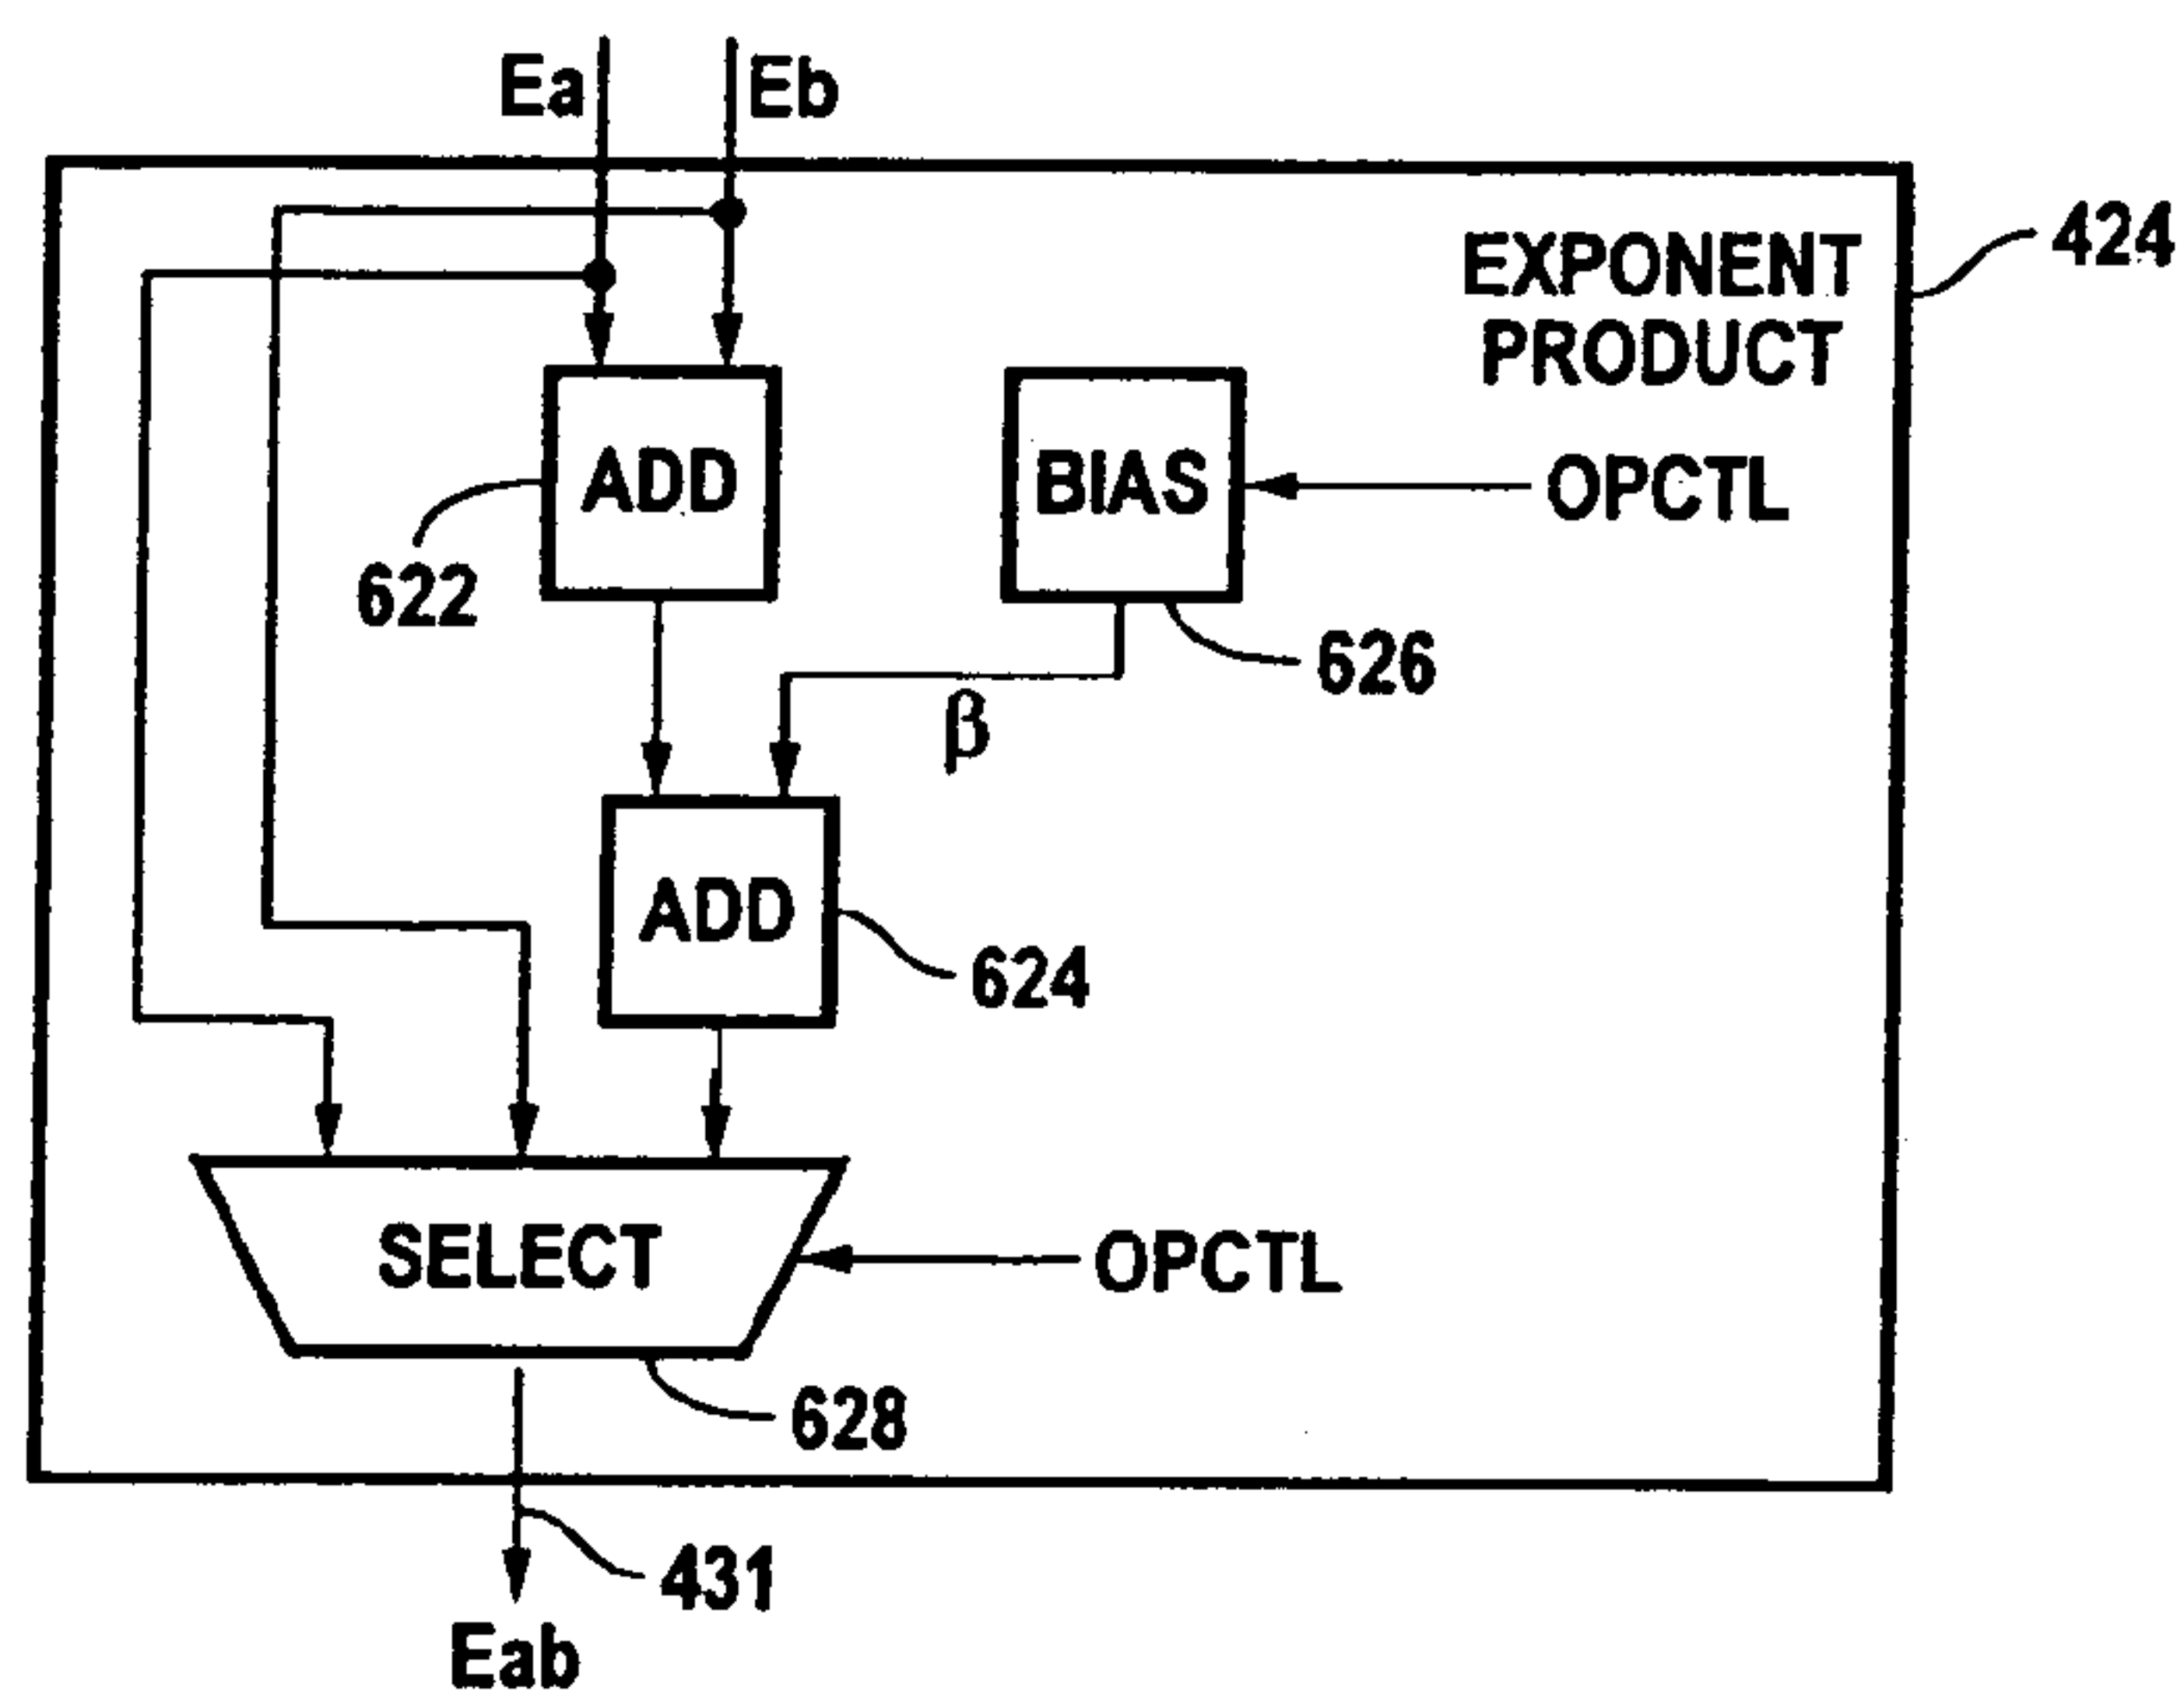 Ea Eb
424
EXPONENT
PRODUCT
ADD
BIAS
OPCTL
622
626
β
ADD
624
SELECT
OPCTL
628
431
Eab